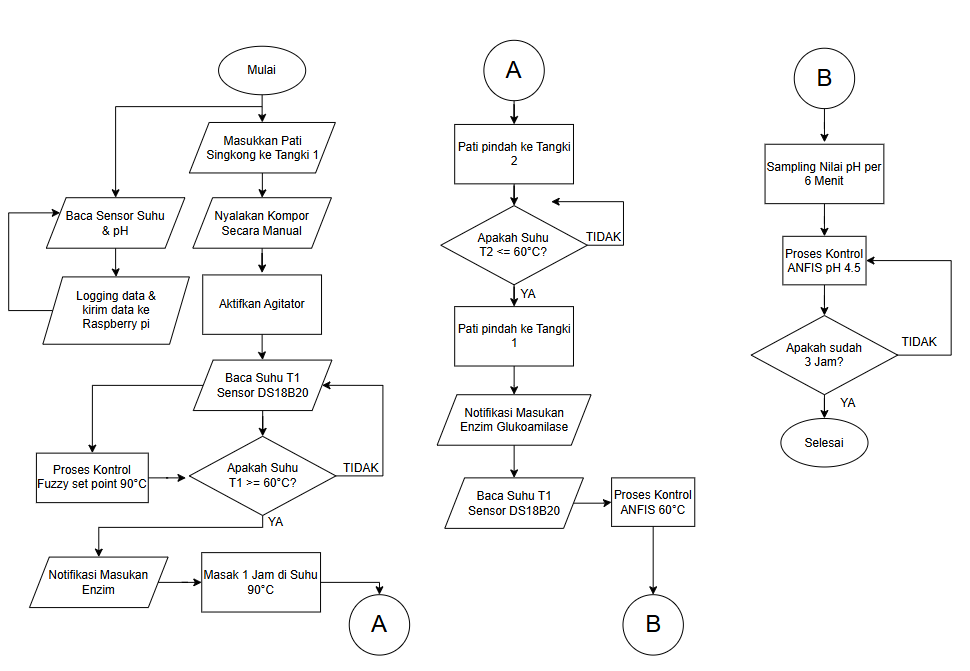 Mulai
Masukkan Pati
Singkong ke Tangki 1
Baca Sensor Suhu
& pH
Nyalakan Kompor
Secara Manual
Logging data &
kirim data ke
Raspberry pi
Aktifkan Agitator
Baca Suhu T1
Sensor DS18B20
Proses Kontrol
Fuzzy set point 90°C
Apakah Suhu
T1 >= 60°C?
TIDAK
YA
Notifikasi Masukan
Enzim
Masak 1 Jam di Suhu
90°C
A
A
Pati pindah ke Tangki
2
Apakah Suhu
T2 <= 60°C?
TIDAK
YA
Pati pindah ke Tangki
1
Notifikasi Masukan
Enzim Glukoamilase
Baca Suhu T1
Sensor DS18B20
Proses Kontrol
ANFIS 60°C
B
B
Sampling Nilai pH per
6 Menit
Proses Kontrol
ANFIS pH 4.5
Apakah sudah
3 Jam?
TIDAK
YA
Selesai